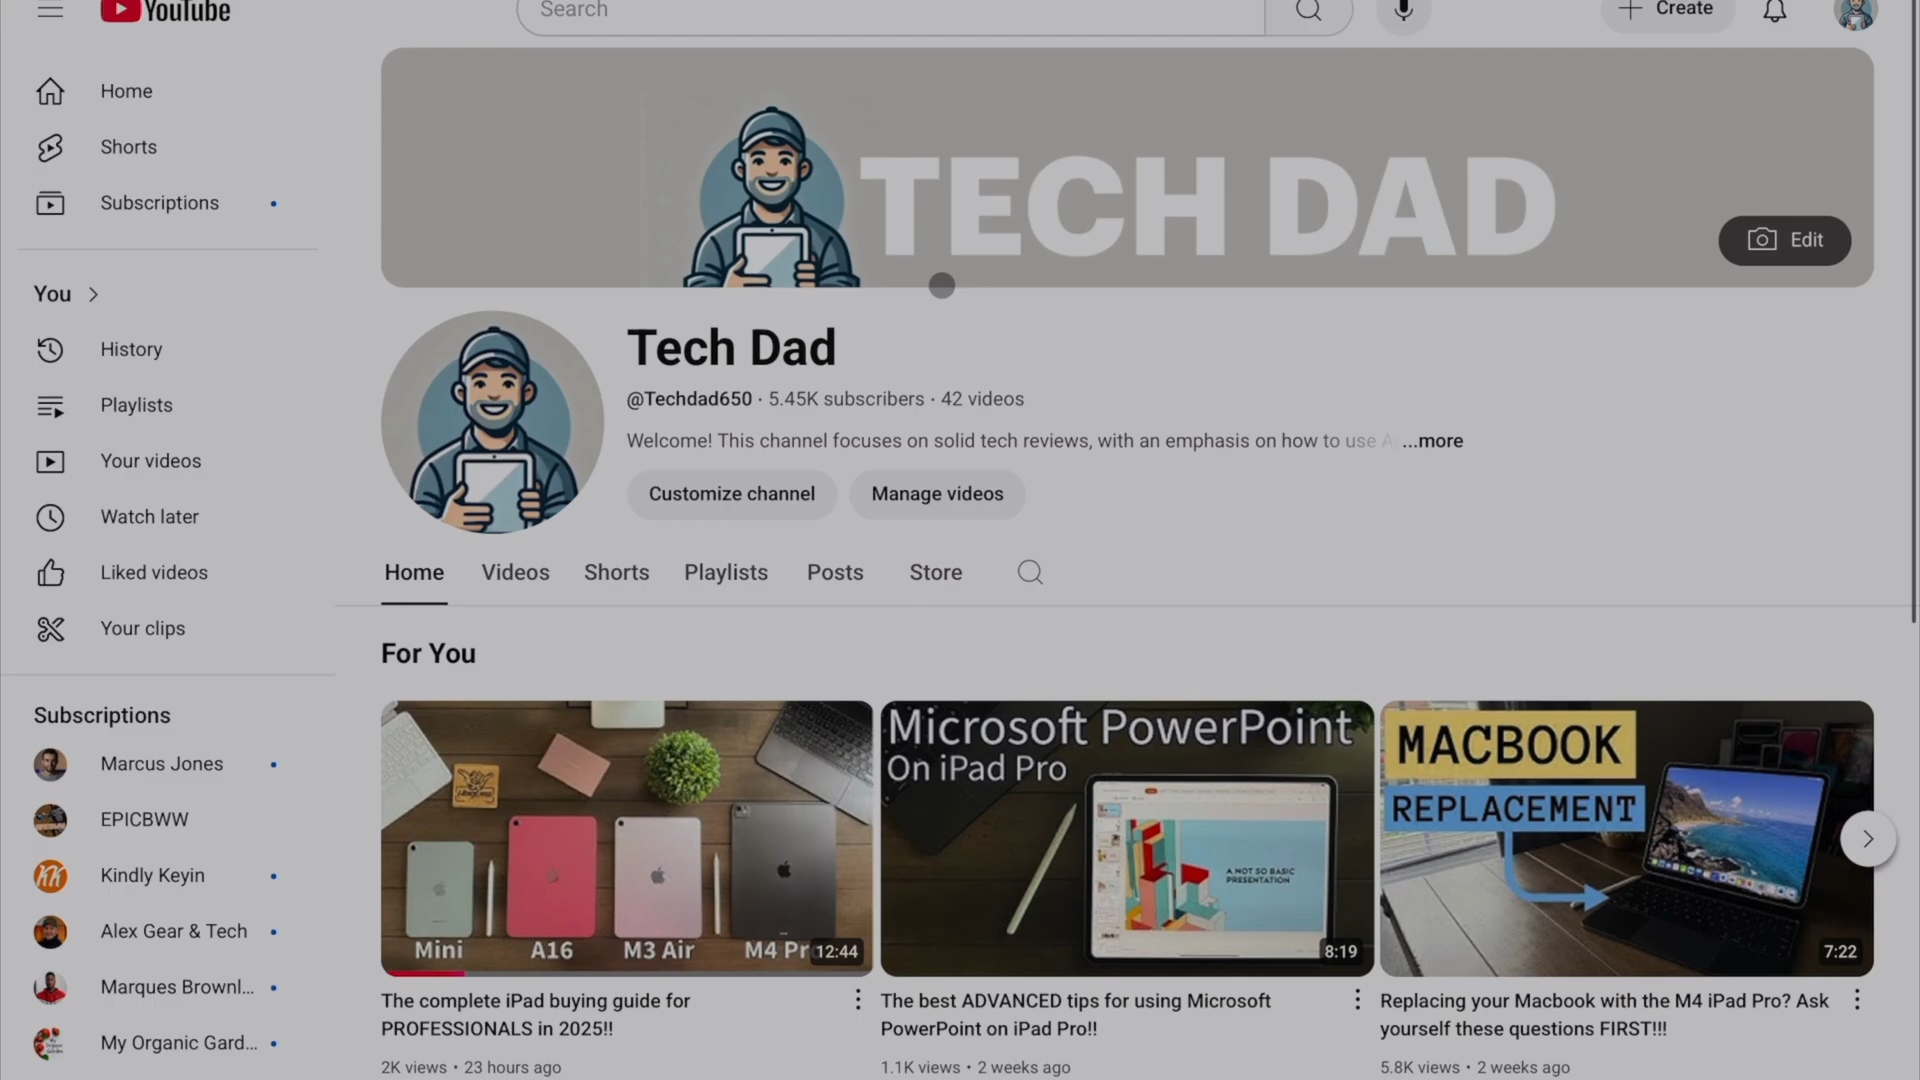 YouTube
Search
Create
Home
Shorts
Subscriptions
You
History
Playlists
Your videos
Watch later
Liked videos
Your clips
Subscriptions
Marcus Jones
EPICBWW
Kindly Keyin
Alex Gear & Tech
Marques Brownl...
My Organic Gard...
TECH DAD
Edit
Tech Dad
@Techdad650 · 5.45K subscribers · 42 videos
Welcome! This channel focuses on solid tech reviews, with an emphasis on how to use A ...more
Customize channel
Manage videos
Home
Videos
Shorts
Playlists
Posts
Store
For You
Mini
A16
M3 Air
M4 Pr
12:44
The complete iPad buying guide for
PROFESSIONALS in 2025!!
2K views • 23 hours ago
Microsoft PowerPoint
On iPad Pro
A NOT SO BASIC
PRESENTATION
8:19
The best ADVANCED tips for using Microsoft
PowerPoint on iPad Pro!!
1.1K views • 2 weeks ago
MACBOOK
REPLACEMENT
7:22
Replacing your Macbook with the M4 iPad Pro? Ask
yourself these questions FIRST!!!
5.8K views • 2 weeks ago